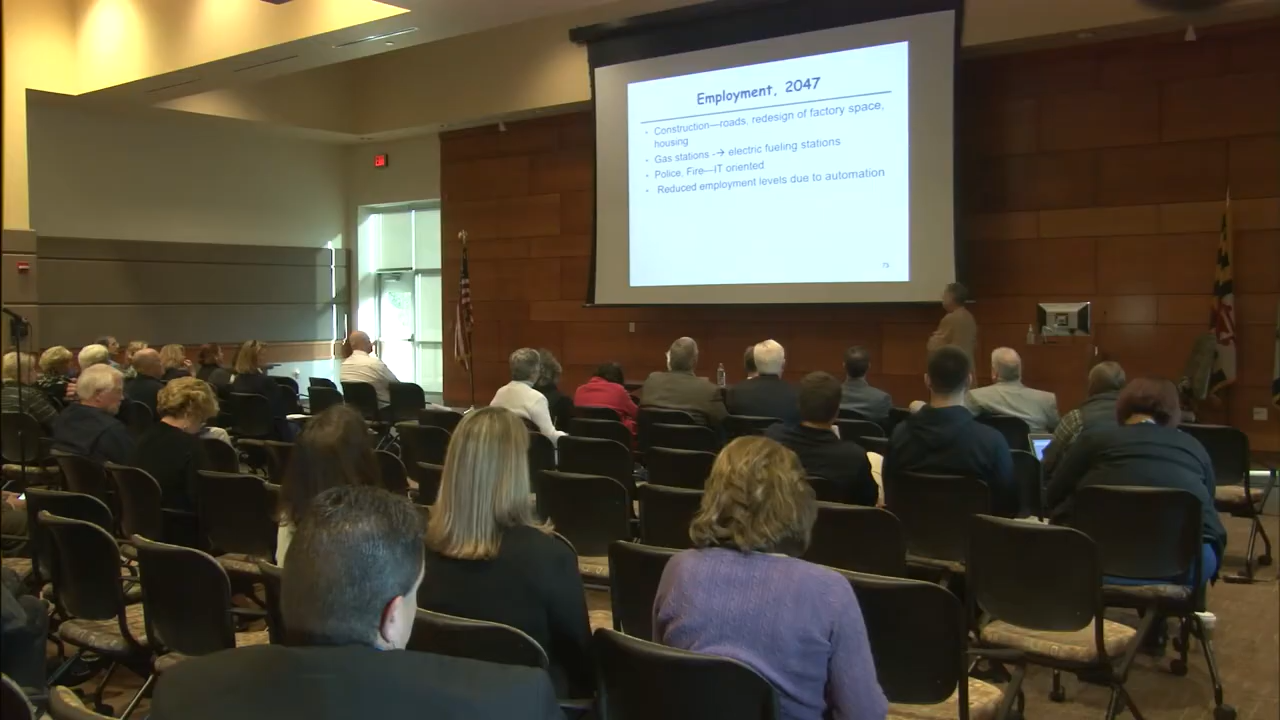 Employment, 2047
- Construction—roads, redesign of factory space,
housing
- Gas stations -→ electric fueling stations
- Police, Fire—IT oriented
- Reduced employment levels due to automation
73